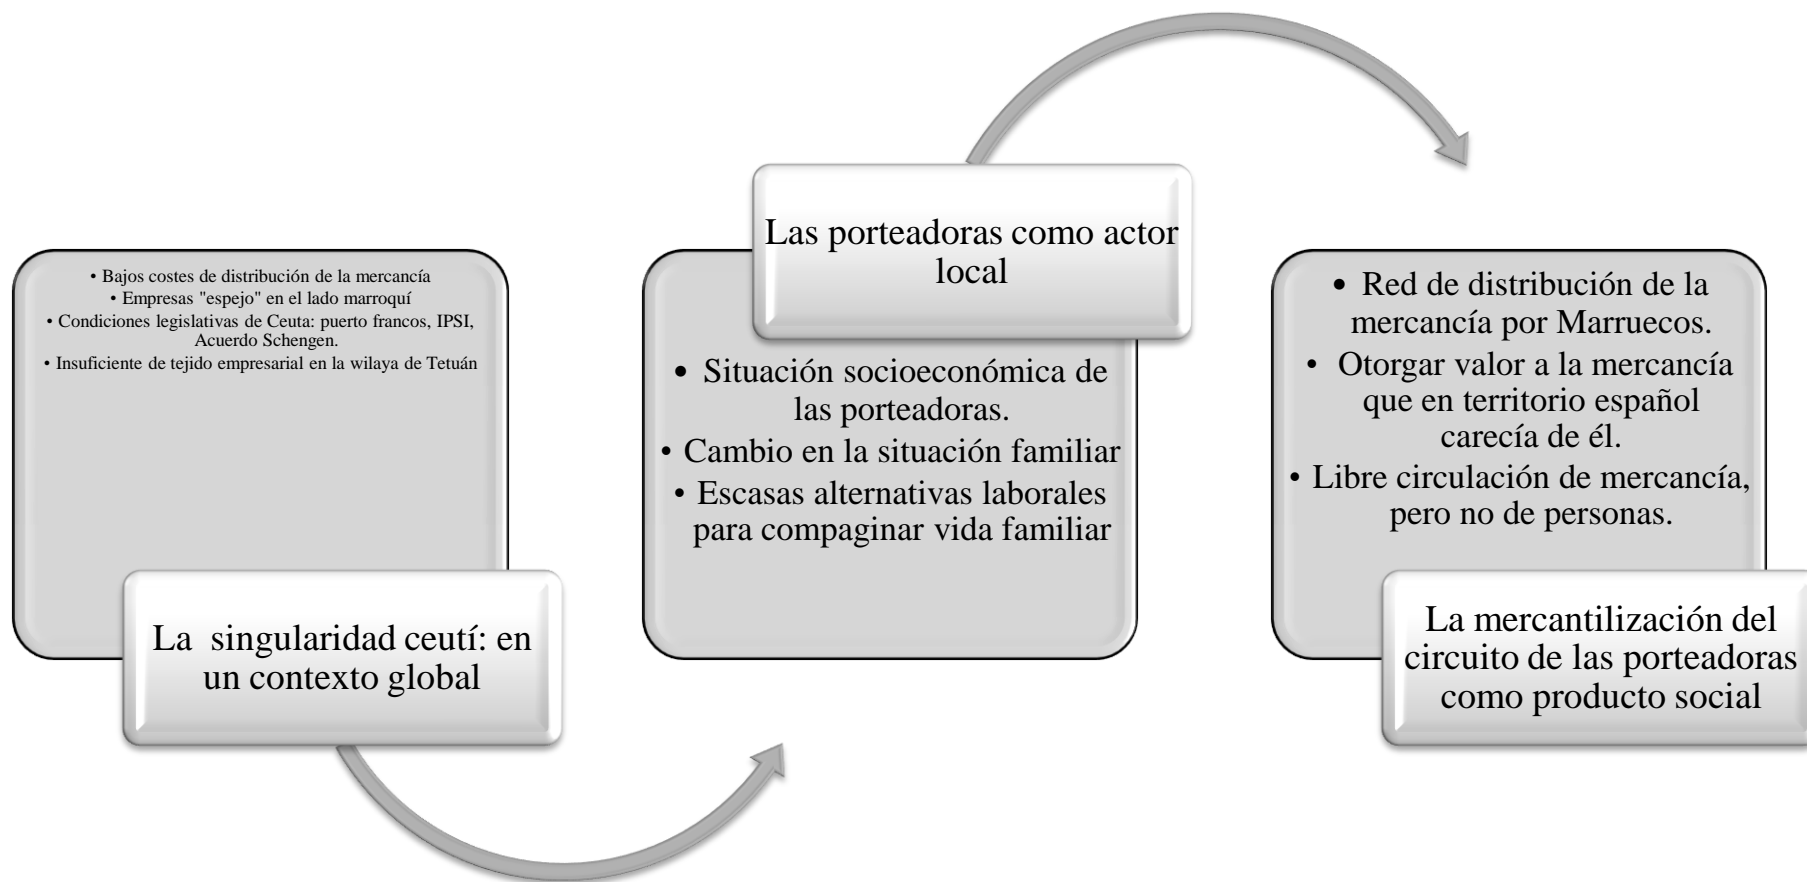 • Bajos costes de distribución de la mercancía
• Empresas "espejo" en el lado marroquí
• Condiciones legislativas de Ceuta: puerto francos, IPSI,
Acuerdo Schengen.
• Insuficiente de tejido empresarial en la wilaya de Tetuán
La singularidad ceutí: en
un contexto global
Las porteadoras como actor
local
• Situación socioeconómica de
las porteadoras.
• Cambio en la situación familiar
• Escasas alternativas laborales
para compaginar vida familiar
• Red de distribución de la
mercancía por Marruecos.
• Otorgar valor a la mercancía
que en territorio español
carecía de él.
• Libre circulación de mercancía,
pero no de personas.
La mercantilización del
circuito de las porteadoras
como producto social